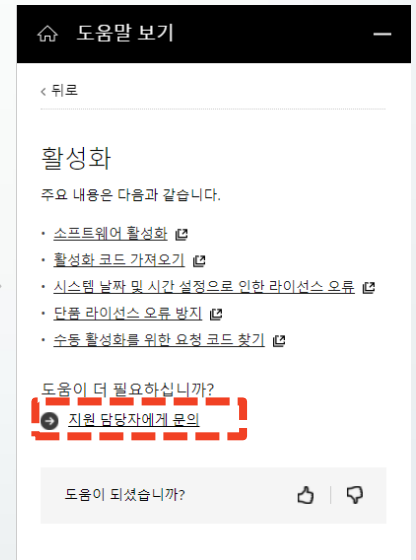 도움말 보기
< 뒤로
활성화
주요 내용은 다음과 같습니다.
• 소프트웨어 활성화
• 활성화 코드 가져오기
• 시스템 날짜 및 시간 설정으로 인한 라이선스 오류
• 단품 라이선스 오류 방지
• 수동 활성화를 위한 요청 코드 찾기
도움이 더 필요하십니까?
지원 담당자에게 문의
도움이 되셨습니까?